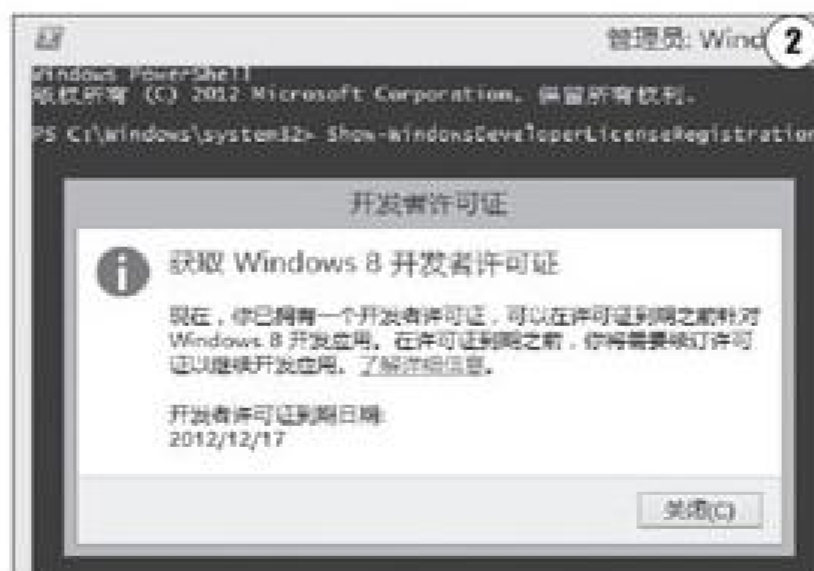 管理员: Wind
2
Windows PowerShell
版权所有 (C) 2012 Microsoft Corporation。保留所有权利。
PS C:\Windows\system32> Show-WindowsDeveloperLicenseRegistration
开发者许可证
获取 Windows 8 开发者许可证
现在，你已拥有一个开发者许可证，可以在许可证到期之前针对
Windows 8 开发应用。在许可证到期之前，你将需要续订许可
证以继续开发应用。了解详细信息。
开发者许可证到期日期:
2012/12/17
关闭(C)